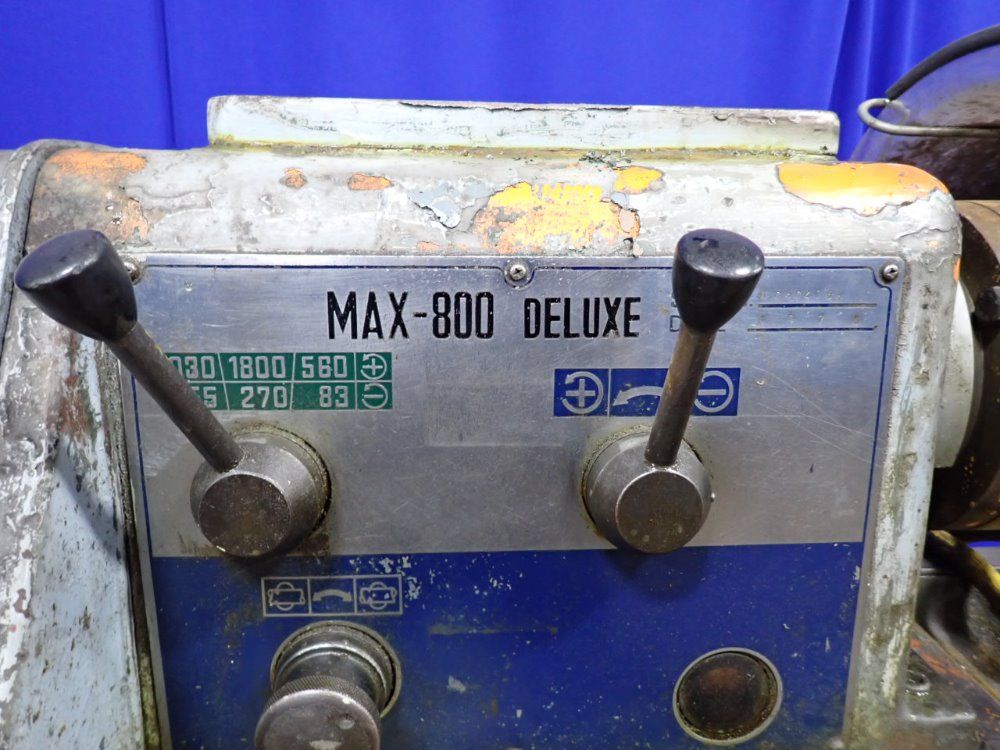 MAX-800 DELUXE
1800 560 +
270 83 -
+ -